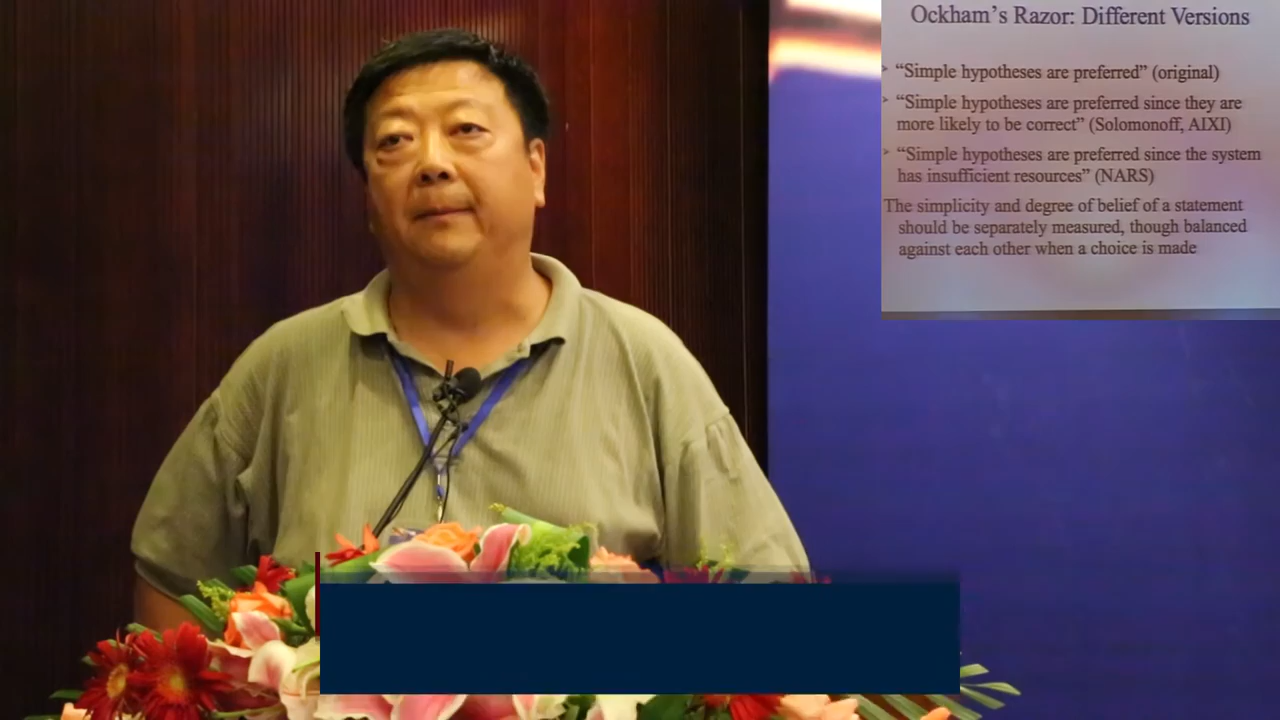 Ockham's Razor: Different Versions
"Simple hypotheses are preferred" (original)
"Simple hypotheses are preferred since they are
more likely to be correct" (Solomonoff, AIXI)
"Simple hypotheses are preferred since the system
has insufficient resources" (NARS)
The simplicity and degree of belief of a statement
should be separately measured, though balanced
against each other when a choice is made